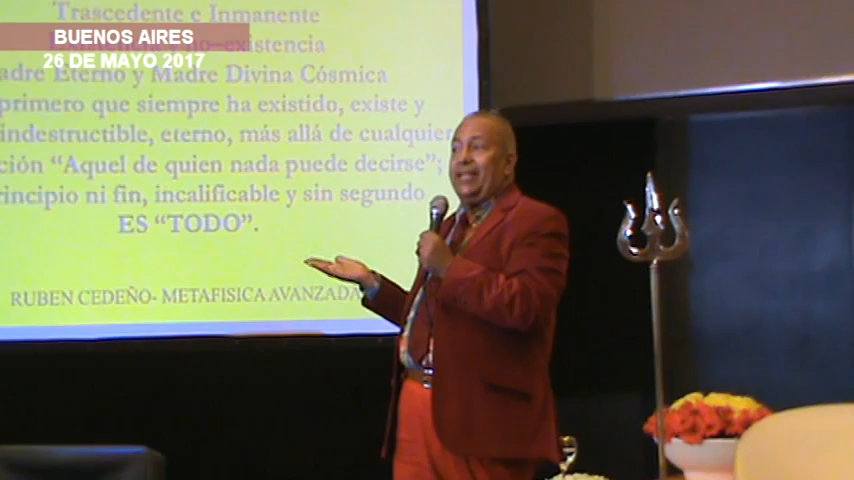 Trascedente e Inmanente
BUENOS AIRES
no-existencia
26 DE MAYO 2017
adre Eterno y Madre Divina Cósmica
primero que siempre ha existido, existe y
indestructible, eterno, más allá de cualquier
ción “Aquel de quien nada puede decirse”;
rincipio ni fin, incalificable y sin segundo
ES “TODO”.
RUBEN CEDEÑO- METAFISICA AVANZADA